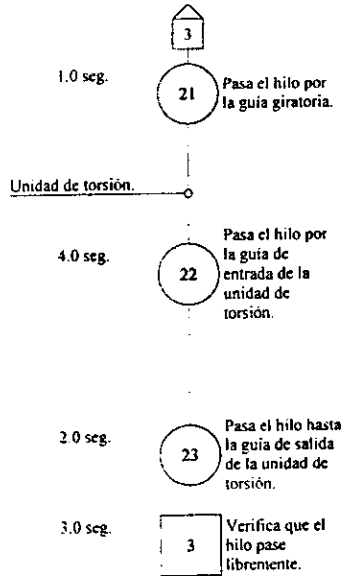 3
1.0 seg.
21
Pasa el hilo por
la guía giratoria.
Unidad de torsión.
4.0 seg.
22
Pasa el hilo por
la guía de
entrada de la
unidad de
torsión.
2.0 seg.
23
Pasa el hilo hasta
la guía de salida
de la unidad de
torsión.
3.0 seg.
3
Verifica que el
hilo pase
libremente.